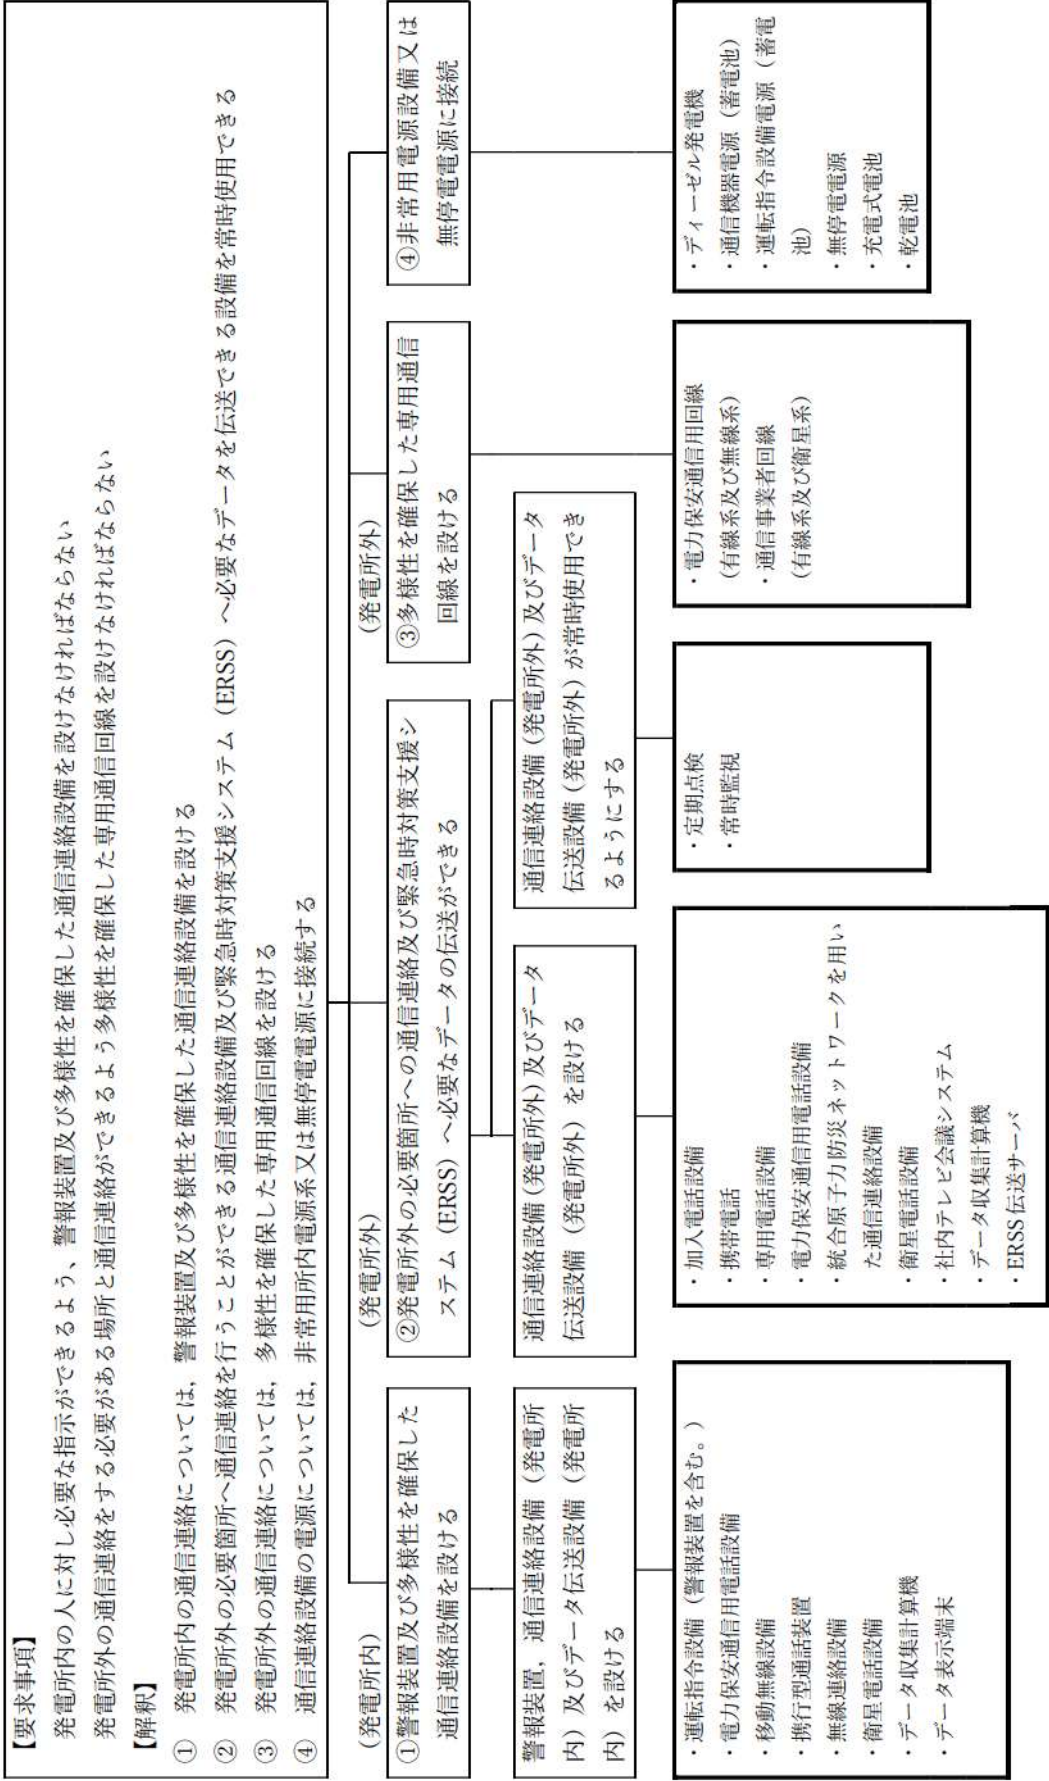 【要求事項】
発電所内の人に対し必要な指示ができるよう、警報装置及び多様性を確保した通信連絡設備を設けなければならない
発電所外の通信連絡をする必要がある場所と通信連絡ができるよう多様性を確保した専用通信回線を設けなければならない
【解釈】
① 発電所内の通信連絡については，警報装置及び多様性を確保した通信連絡設備を設ける
② 発電所外の必要箇所へ通信連絡を行うことができる通信連絡設備及び緊急時対策支援システム（ERSS）へ必要なデータを伝送できる設備を常時使用できる
③ 発電所外の通信連絡については，多様性を確保した専用通信回線を設ける
④ 通信連絡設備の電源については，非常用所内電源系又は無停電電源に接続する
（発電所内）
①警報装置及び多様性を確保した
通信連絡設備を設ける
警報装置，通信連絡設備（発電所
内）及びデータ伝送設備（発電所
内）を設ける
・運転指令設備（警報装置を含む。）
・電力保安通信用電話設備
・移動無線設備
・携行型通話装置
・無線連絡設備
・衛星電話設備
・データ収集計算機
・データ表示端末
（発電所外）
②発電所外の必要箇所への通信連絡及び緊急時対策支援シ
ステム（ERSS）へ必要なデータの伝送ができる
通信連絡設備（発電所外）及びデータ
伝送設備（発電所外）を設ける
・加入電話設備
・携帯電話
・専用電話設備
・電力保安通信用電話設備
・統合原子力防災ネットワークを用い
た通信連絡設備
・衛星電話設備
・社内テレビ会議システム
・データ収集計算機
・ERSS伝送サーバ
通信連絡設備（発電所外）及びデータ
伝送設備（発電所外）が常時使用でき
るようにする
・定期点検
・常時監視
（発電所外）
③多様性を確保した専用通信
回線を設ける
・電力保安通信用回線
（有線系及び無線系）
・通信事業者回線
（有線系及び衛星系）
④非常用電源設備又は
無停電電源に接続
・ディーゼル発電機
・通信機器電源（蓄電池）
・運転指令設備電源（蓄電
池）
・無停電電源
・充電式電池
・乾電池